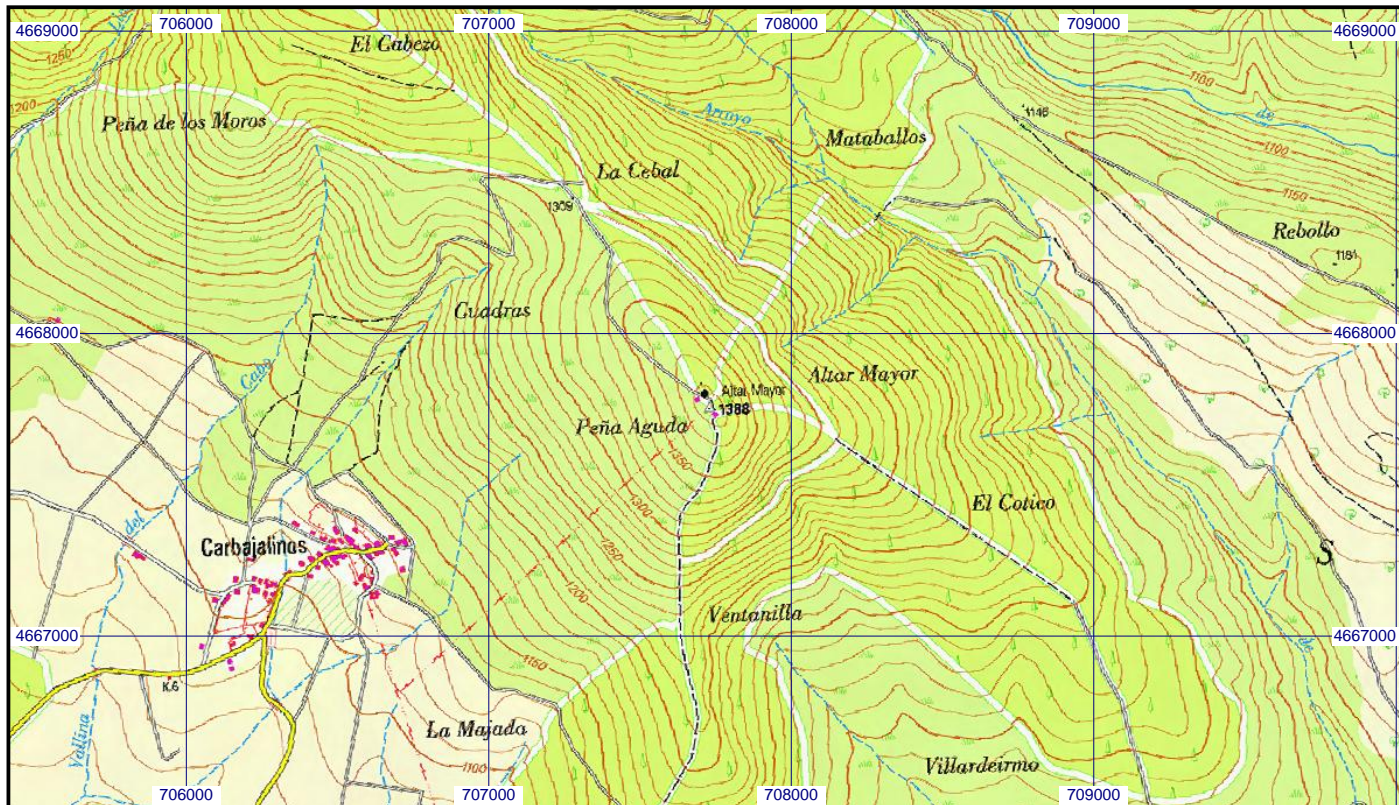 706000 707000 708000 709000
4669000 4669000
El Cabezo
1250
1200
1100
Arroyo
de
1146
Peña de los Moros
Mataballos
1100
La Cebal
1150
1309
Rebollo
1181
Cuadras
4668000 4668000
Cabo
Altar Mayor
Altar Mayor
1388
Peña Aguda
1350
1300
El Cotico
del
Carbajalinos
1250
S
1200
Ventanilla
4667000 4667000
de
1150
K.6
La Majada
Vallina
1100
Villardeirmo
706000 707000 708000 709000